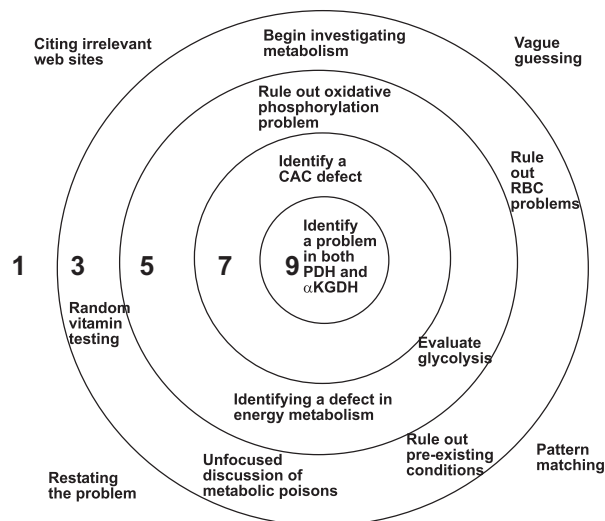 Citing irrelevant
web sites
Begin investigating
metabolism
Vague
guessing
Rule out oxidative
phosphorylation
problem
Rule
out
RBC
problems
Identify a
CAC defect
Identify
a problem
in both
PDH and
αKGDH
1 3 5 7 9
Random
vitamin
testing
Evaluate
glycolysis
Identifying a defect in
energy metabolism
Rule out
pre-existing
conditions
Pattern
matching
Unfocused
discussion of
metabolic poisons
Restating
the problem